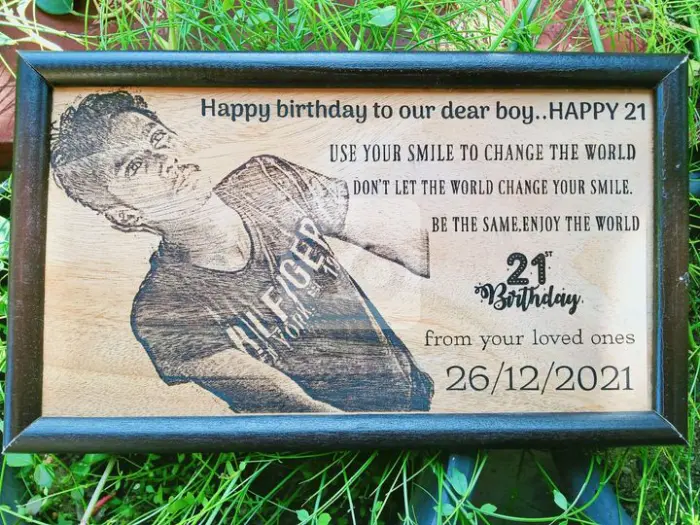 Happy birthday to our dear boy..HAPPY 21
USE YOUR SMILE TO CHANGE THE WORLD
DON'T LET THE WORLD CHANGE YOUR SMILE.
BE THE SAME.ENJOY THE WORLD
21ST
Birthday
from your loved ones
26/12/2021
HILFIGER